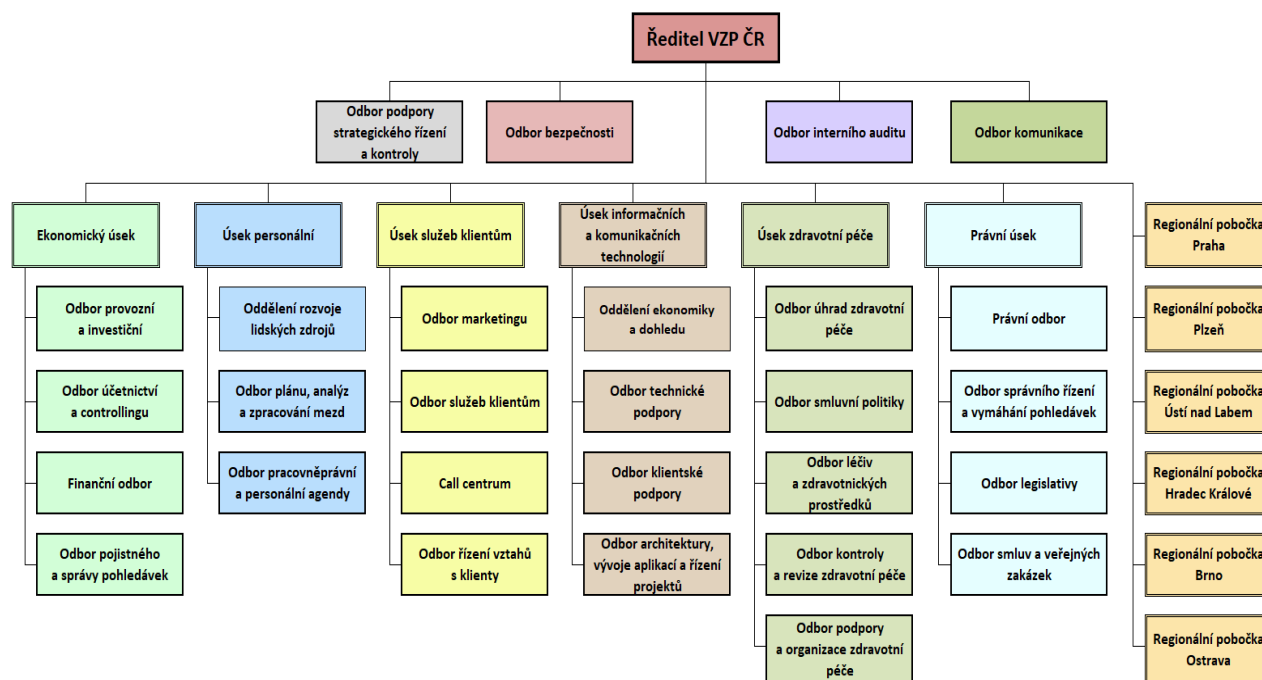 Ředitel VZP ČR
Odbor podpory
strategického řízení
a kontroly
Odbor bezpečnosti
Odbor interního auditu
Odbor komunikace
Ekonomický úsek
Odbor provozní
a investiční
Odbor účetnictví
a controllingu
Finanční odbor
Odbor pojistného
a správy pohledávek
Úsek personální
Oddělení rozvoje
lidských zdrojů
Odbor plánu, analýz
a zpracování mezd
Odbor pracovněprávní
a personální agendy
Úsek služeb klientům
Odbor marketingu
Odbor služeb klientům
Call centrum
Odbor řízení vztahů
s klienty
Úsek informačních
a komunikačních
technologií
Oddělení ekonomiky
a dohledu
Odbor technické
podpory
Odbor klientské
podpory
Odbor architektury,
vývoje aplikací a řízení
projektů
Úsek zdravotní péče
Odbor úhrad zdravotní
péče
Odbor smluvní politiky
Odbor léčiv
a zdravotnických
prostředků
Odbor kontroly
a revize zdravotní péče
Odbor podpory
a organizace zdravotní
péče
Právní úsek
Právní odbor
Odbor správního řízení
a vymáhání pohledávek
Odbor legislativy
Odbor smluv a veřejných
zakázek
Regionální pobočka
Praha
Regionální pobočka
Plzeň
Regionální pobočka
Ústí nad Labem
Regionální pobočka
Hradec Králové
Regionální pobočka
Brno
Regionální pobočka
Ostrava